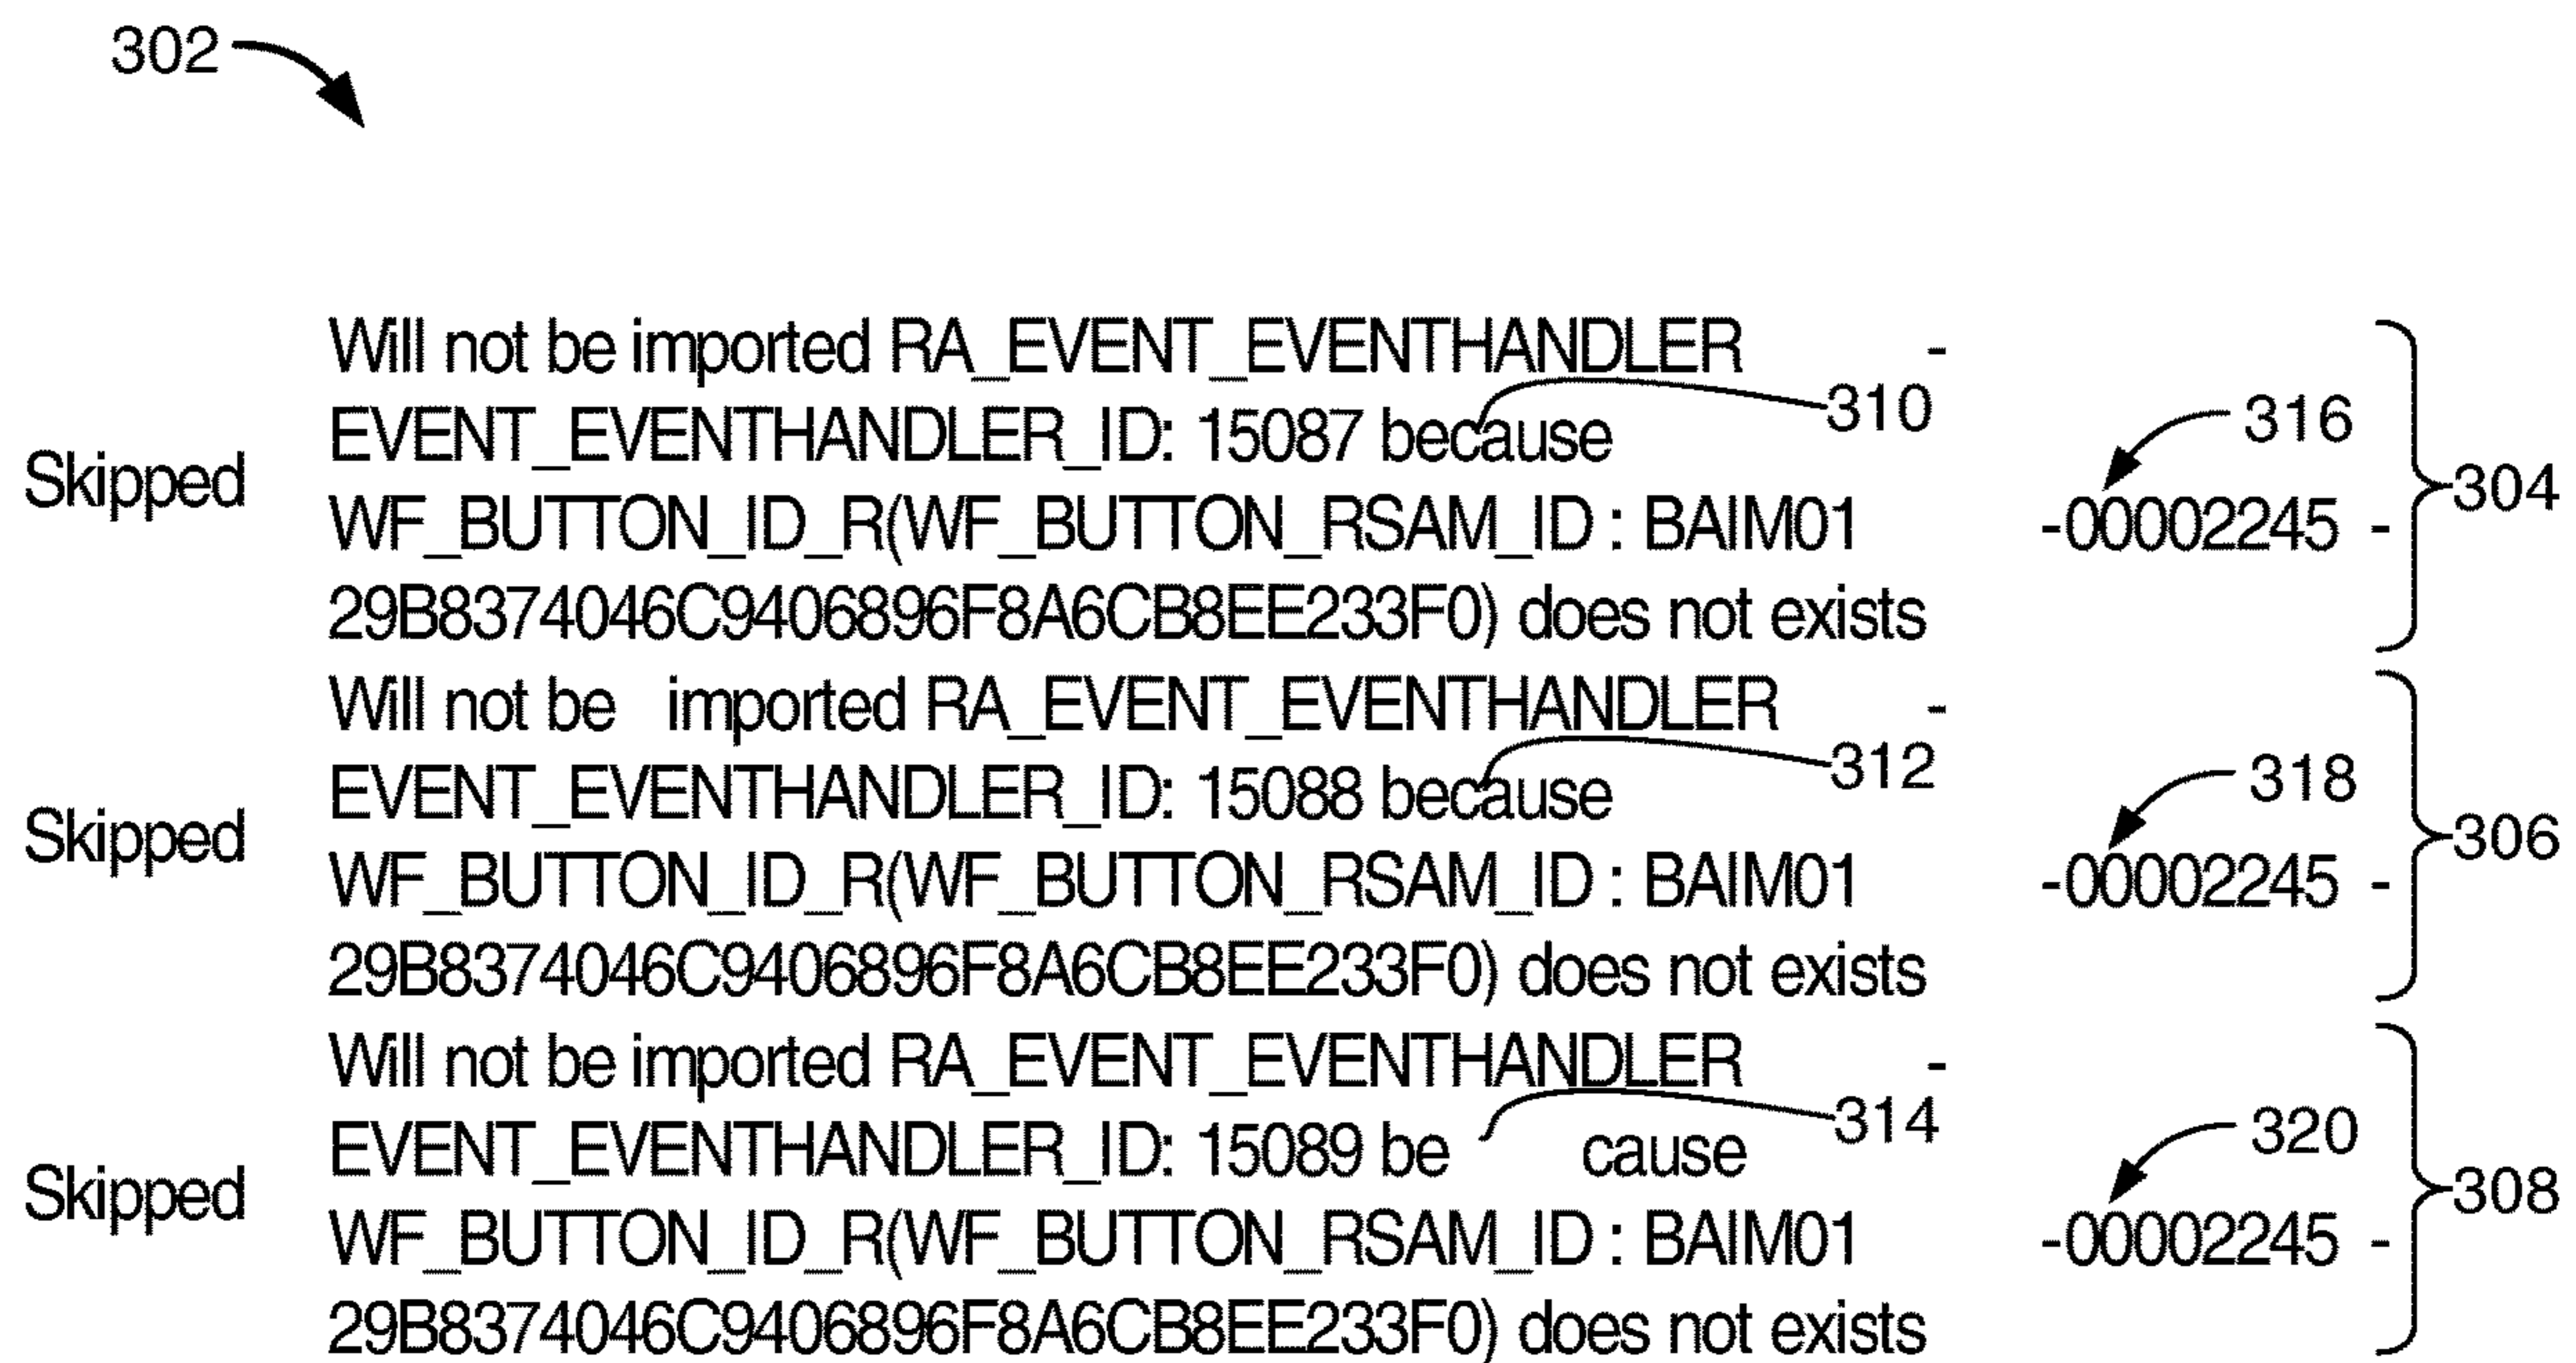 302
Will not be imported RA_EVENT_EVENTHANDLER -
310
316
EVENT_EVENTHANDLER_ID: 15087 because
Skipped
304
WF_BUTTON_ID_R(WF_BUTTON_RSAM_ID : BAIM01 -00002245 -
29B8374046C9406896F8A6CB8EE233F0) does not exists
Will not be imported RA_EVENT_EVENTHANDLER -
312
318
EVENT_EVENTHANDLER_ID: 15088 because
Skipped
306
WF_BUTTON_ID_R(WF_BUTTON_RSAM_ID : BAIM01 -00002245 -
29B8374046C9406896F8A6CB8EE233F0) does not exists
Will not be imported RA_EVENT_EVENTHANDLER -
314
320
EVENT_EVENTHANDLER_ID: 15089 be cause
Skipped
308
WF_BUTTON_ID_R(WF_BUTTON_RSAM_ID : BAIM01 -00002245 -
29B8374046C9406896F8A6CB8EE233F0) does not exists